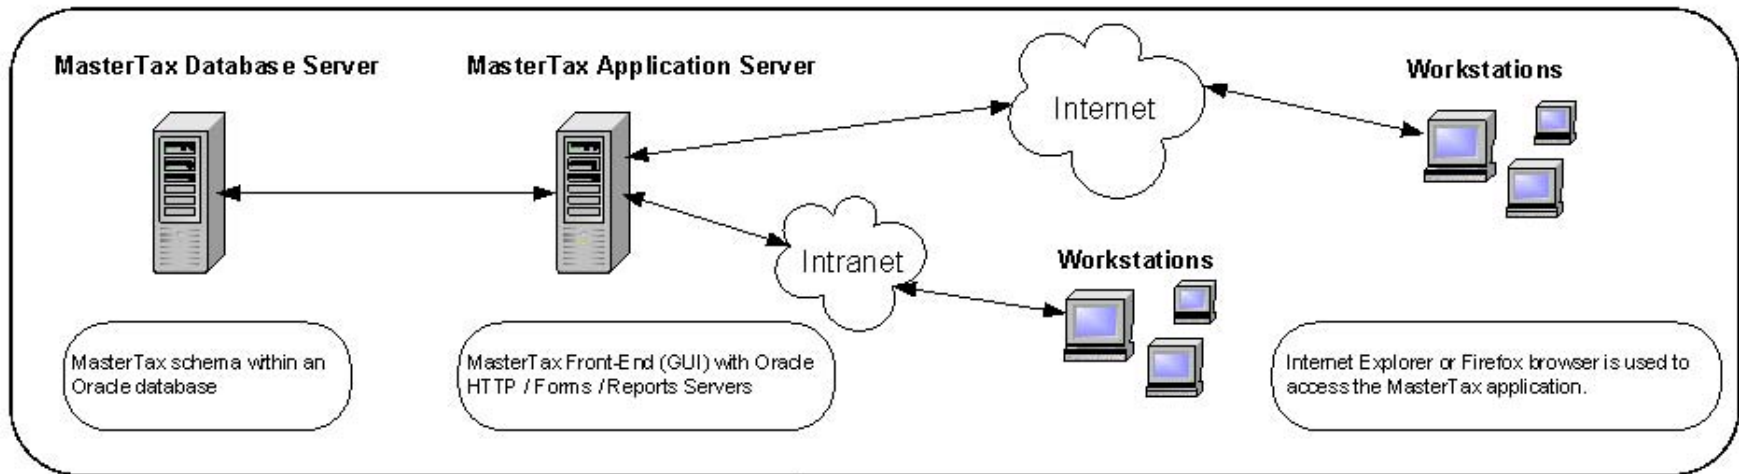 MasterTax Database Server
MasterTax Application Server
Internet
Workstations
Intranet
Workstations
MasterTax schema within an
Oracle database
MasterTax Front-End (GUI) with Oracle
HTTP / Forms / Reports Servers
Internet Explorer or Firefox browser is used to
access the MasterTax application.